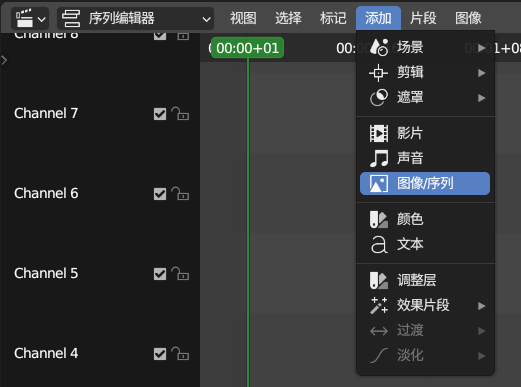 序列编辑器 视图 选择 标记 添加 片段 图像
Channel 8
00:00+01
00:0
1+08
场景
剪辑
遮罩
Channel 7
影片
声音
图像/序列
Channel 6
颜色
文本
Channel 5
调整层
效果片段
过渡
Channel 4
淡化